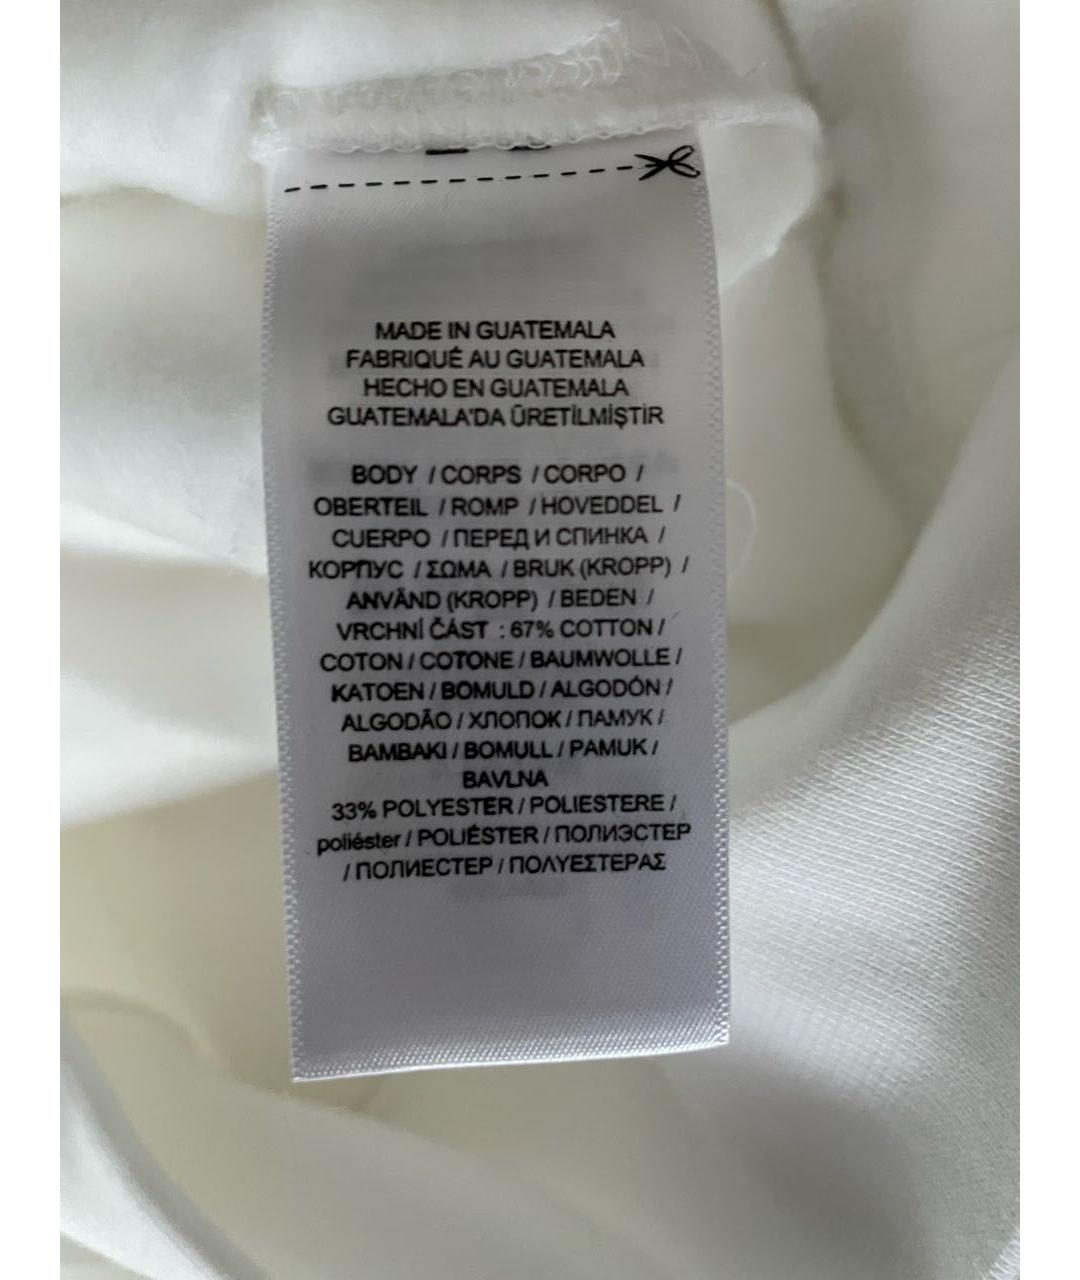 MADE IN GUATEMALA
FABRIQUÉ AU GUATEMALA
HECHO EN GUATEMALA
GUATEMALA'DA ÜRETİLMİŞTİR
BODY / CORPS / CORPO /
OBERTEIL / ROMP / HOVEDDEL /
CUERPO / ПЕРЕД И СПИНКА /
КОРПУС / ΣΩΜΑ / BRUK (KROPP) /
ANVÄND (KROPP) / BEDEN /
VRCHNÍ ČÁST : 67% COTTON /
COTON / COTONE / BAUMWOLLE /
KATOEN / BOMULD / ALGODÓN /
ALGODÃO / ХЛОПОК / ПАМУК /
ΒΑΜΒΑΚΙ / BOMULL / PAMUK /
BAVLNA
33% POLYESTER / POLIESTERE /
poliéster / POLIÉSTER / ПОЛИЭСТЕР
/ ПОЛИЕСТЕР / ΠΟΛΥΕΣΤΕΡΑΣ